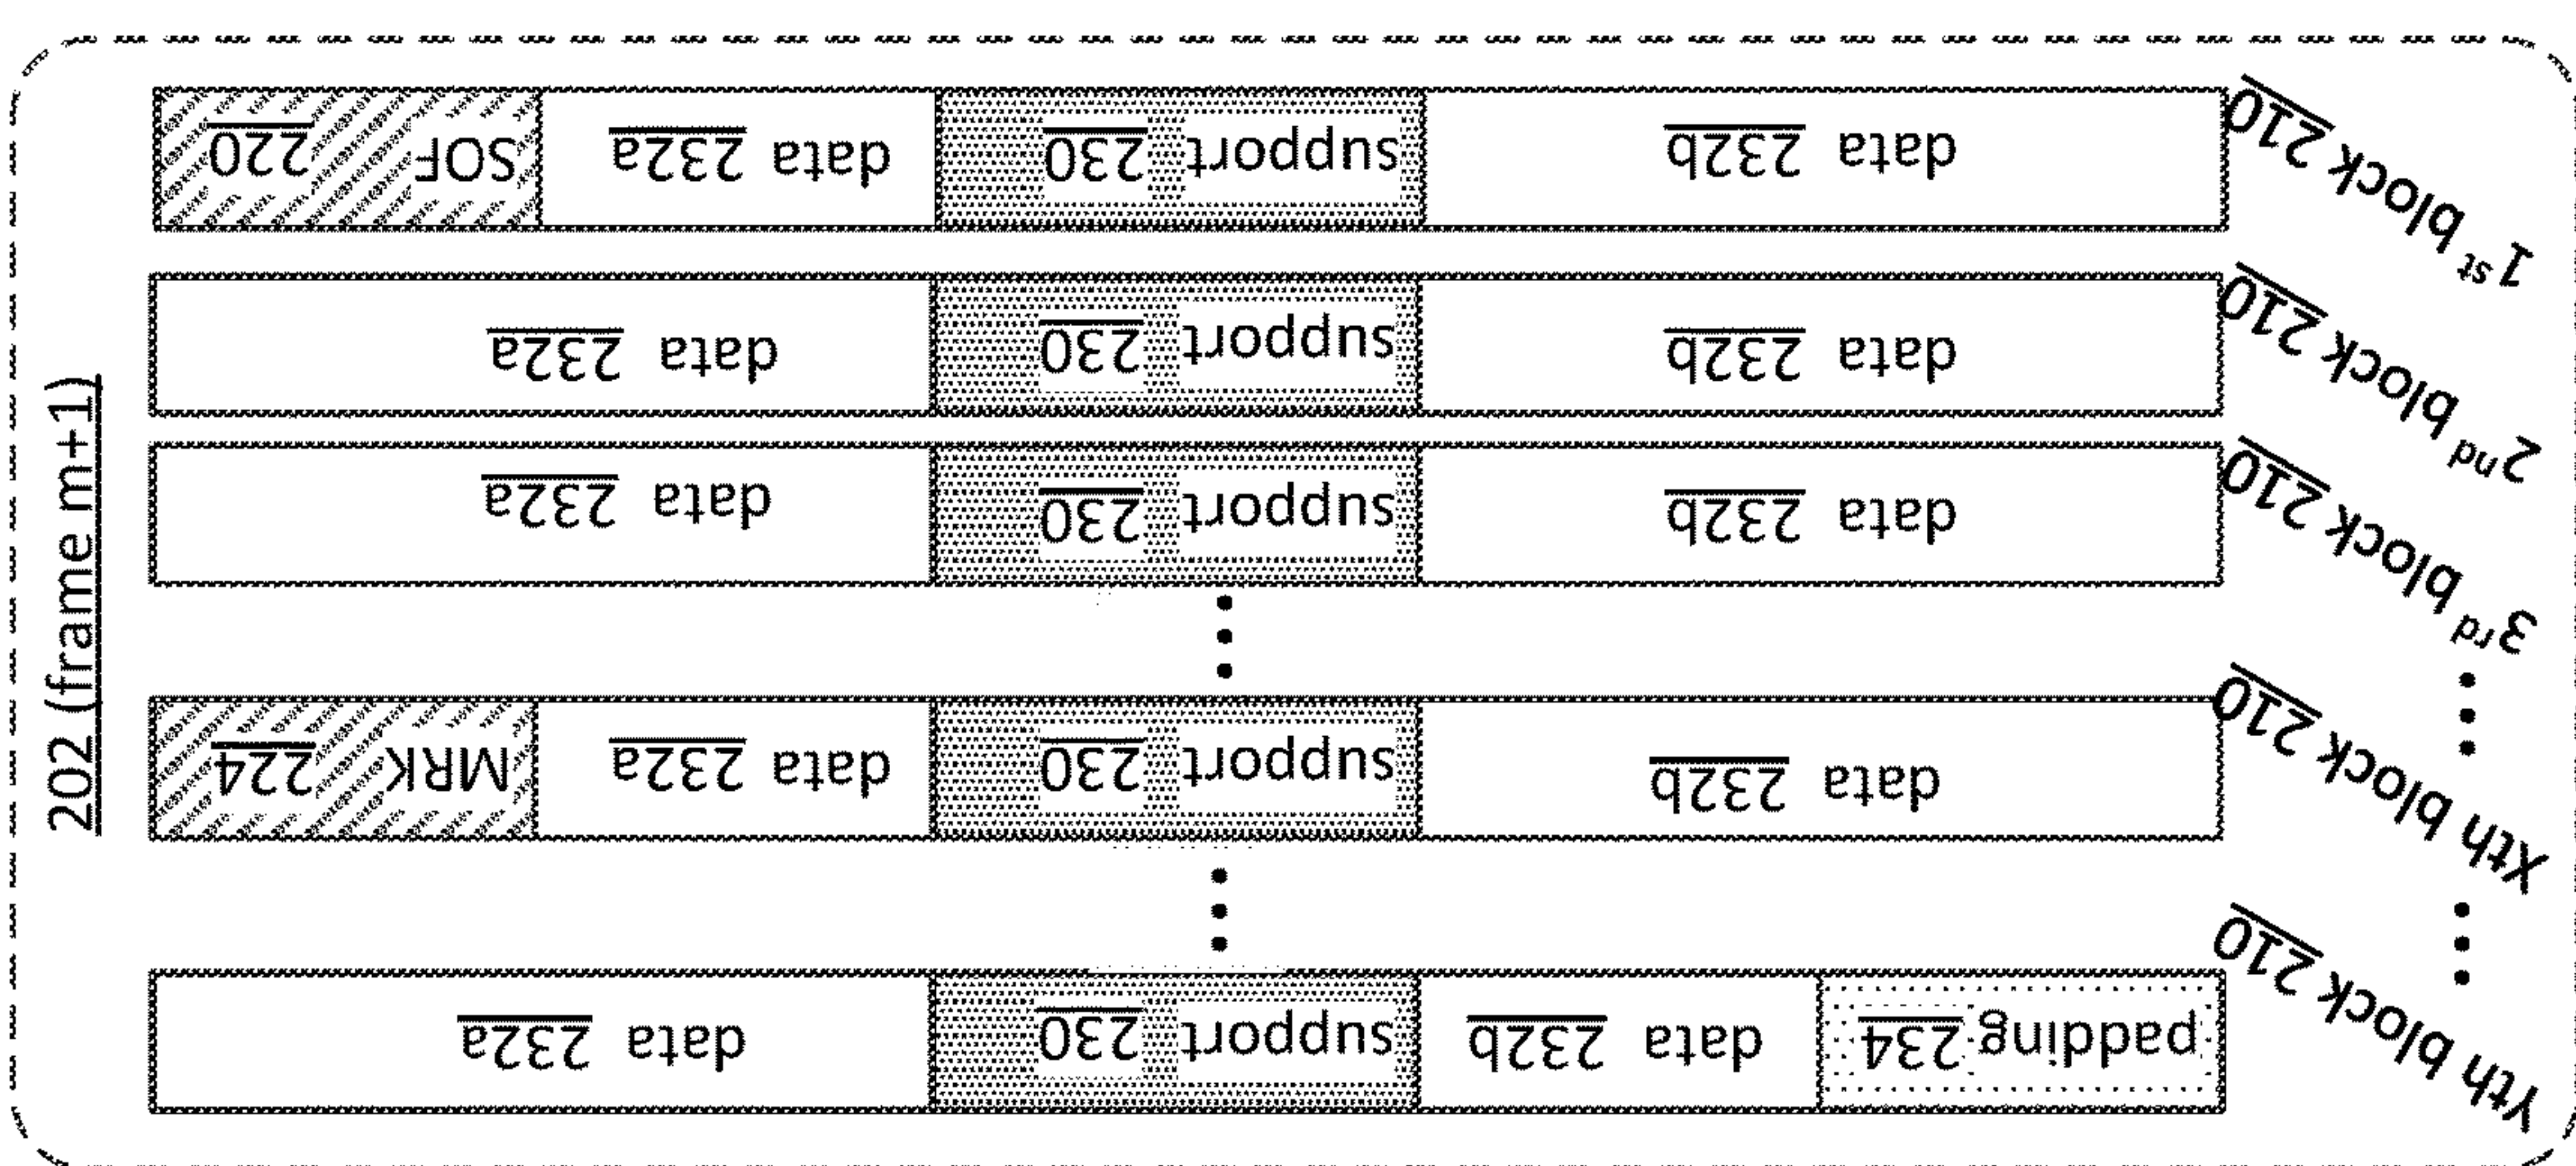 202 (frame m+1)
1st block 210
SOF 220
data 232a
support 230
data 232b
2nd block 210
data 232a
support 230
data 232b
3rd block 210
data 232a
support 230
data 232b
Xth block 210
MRK 224
data 232a
support 230
data 232b
Yth block 210
data 232a
support 230
data 232b
padding 234